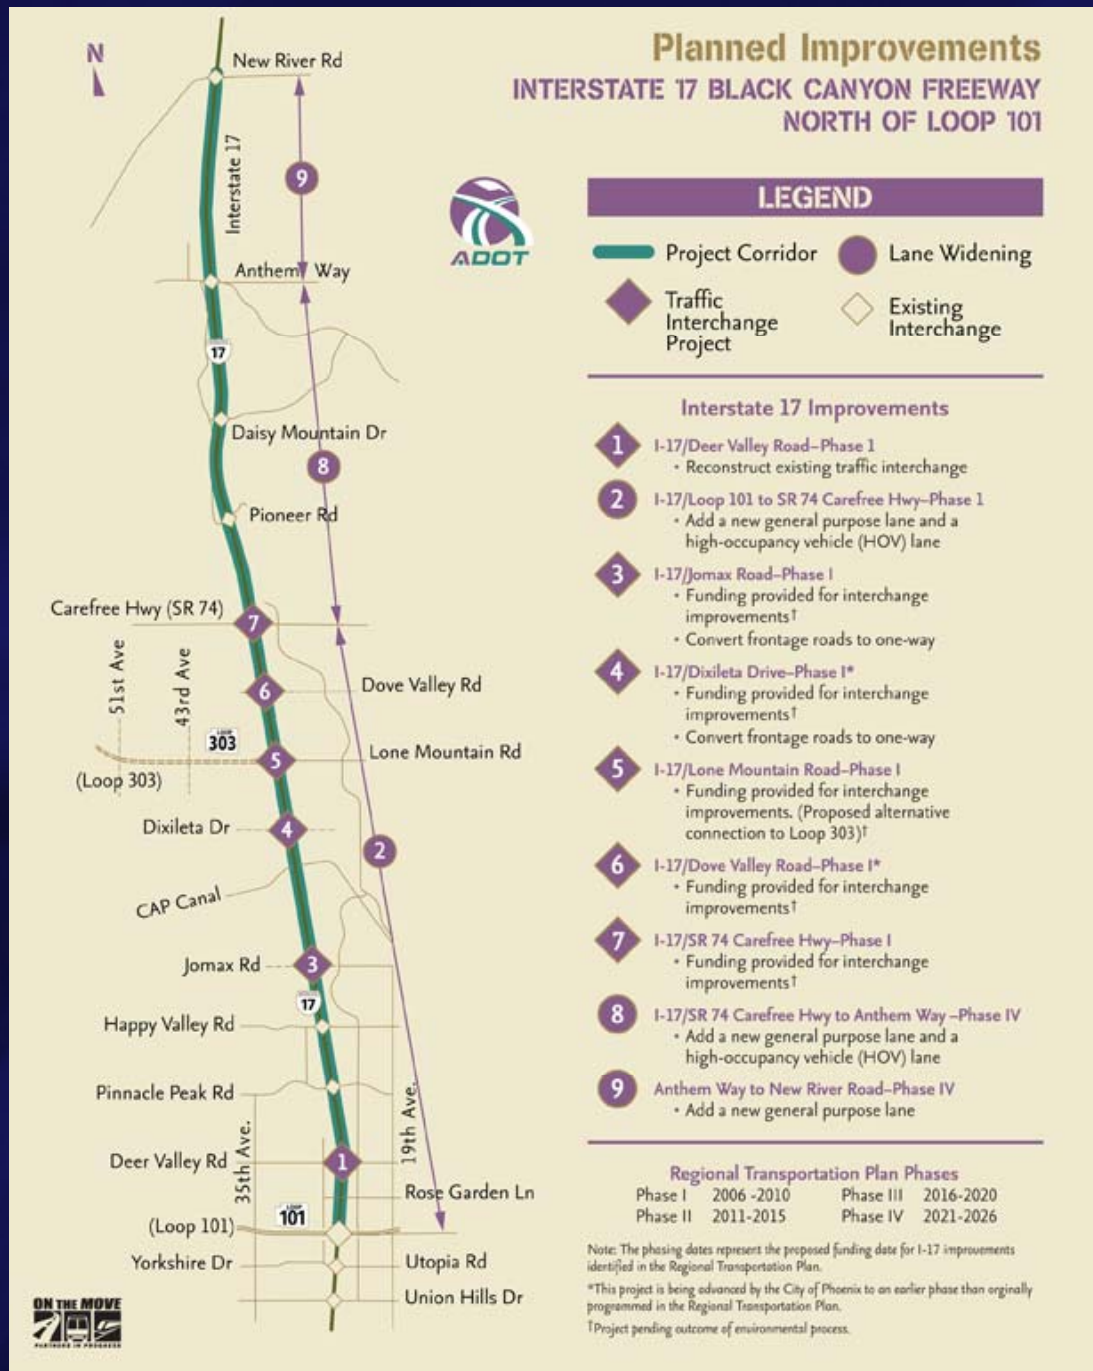 Planned Improvements
INTERSTATE 17 BLACK CANYON FREEWAY
NORTH OF LOOP 101
N
New River Rd
Interstate 17
9
ADOT
Anthem Way
17
Daisy Mountain Dr
8
Pioneer Rd
Carefree Hwy (SR 74)
7
51st Ave
43rd Ave
6
Dove Valley Rd
LOOP
303
5
Lone Mountain Rd
(Loop 303)
Dixileta Dr
4
2
CAP Canal
Jomax Rd
3
17
Happy Valley Rd
Pinnacle Peak Rd
35th Ave.
19th Ave.
Deer Valley Rd
1
Rose Garden Ln
LOOP
101
(Loop 101)
Yorkshire Dr
Utopia Rd
Union Hills Dr
ON THE MOVE
PARTNERS IN PROGRESS
LEGEND
Project Corridor
Lane Widening
Traffic
Interchange
Project
Existing
Interchange
Interstate 17 Improvements
1 I-17/Deer Valley Road–Phase 1
• Reconstruct existing traffic interchange
2 I-17/Loop 101 to SR 74 Carefree Hwy–Phase 1
• Add a new general purpose lane and a
high-occupancy vehicle (HOV) lane
3 I-17/Jomax Road–Phase I
• Funding provided for interchange
improvements†
• Convert frontage roads to one-way
4 I-17/Dixileta Drive–Phase I*
• Funding provided for interchange
improvements†
• Convert frontage roads to one-way
5 I-17/Lone Mountain Road–Phase I
• Funding provided for interchange
improvements. (Proposed alternative
connection to Loop 303)†
6 I-17/Dove Valley Road–Phase I*
• Funding provided for interchange
improvements†
7 I-17/SR 74 Carefree Hwy–Phase I
• Funding provided for interchange
improvements†
8 I-17/SR 74 Carefree Hwy to Anthem Way –Phase IV
• Add a new general purpose lane and a
high-occupancy vehicle (HOV) lane
9 Anthem Way to New River Road–Phase IV
• Add a new general purpose lane
Regional Transportation Plan Phases
Phase I 2006 -2010 Phase III 2016-2020
Phase II 2011-2015 Phase IV 2021-2026
Note: The phasing dates represent the proposed funding date for I-17 improvements
identified in the Regional Transportation Plan.
*This project is being advanced by the City of Phoenix to an earlier phase than orginally
programmed in the Regional Transportation Plan.
†Project pending outcome of environmental process.